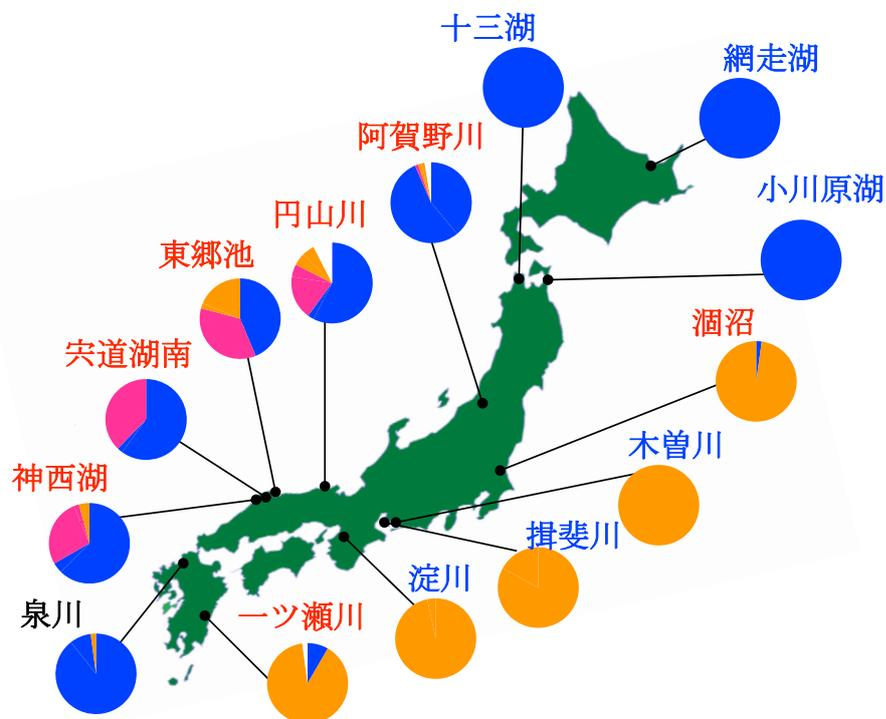 十三湖
網走湖
阿賀野川
小川原湖
円山川
東郷池
涸沼
宍道湖南
木曽川
神西湖
揖斐川
淀川
泉川
一ツ瀬川